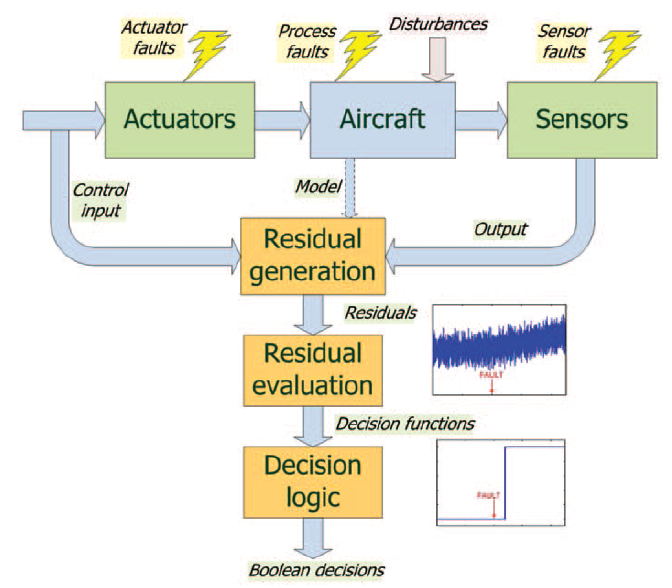 Actuator
faults
Process
faults
Disturbances
Sensor
faults
Actuators
Aircraft
Sensors
Control
input
Model
Output
Residual
generation
Residuals
Residual
evaluation
FAULT
Decision functions
Decision
logic
FAULT
Boolean decisions